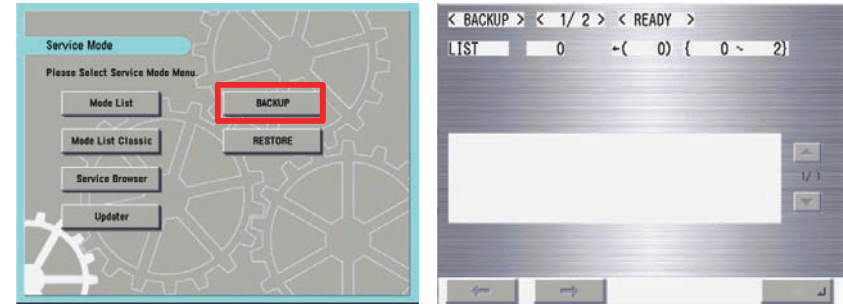 Service Mode
Please Select Service Mode Menu.
Mode List
BACKUP
Mode List Classic
RESTORE
Service Browser
Updater
< BACKUP > < 1/ 2 > < READY >
LIST 0 ←( 0) { 0 ~ 2}
1/ 1